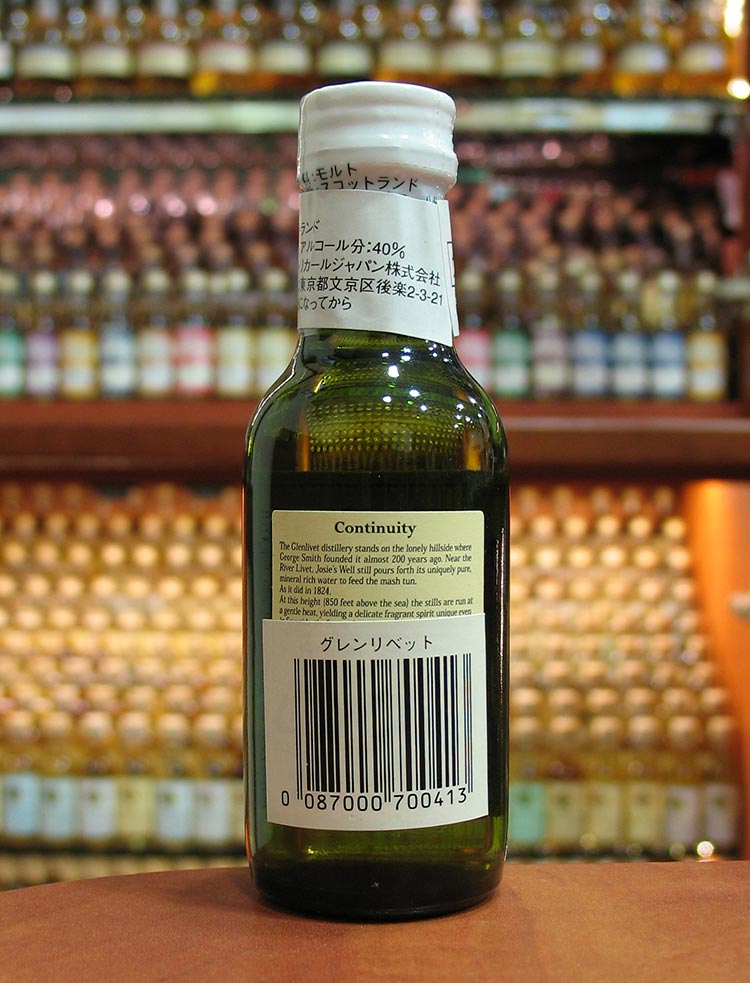 モルト
スコットランド
ランド
アルコール分:40%
リカールジャパン株式会社
東京都文京区後楽2-3-21
になってから
Continuity
The Glenlivet distillery stands on the lonely hillside where
George Smith founded it almost 200 years ago. Near the
River Livet, Josie's Well still pours forth its uniquely pure,
mineral rich water to feed the mash tun.
As it did in 1824.
At this height (850 feet above the sea) the stills are run at
a gentle heat, yielding a delicate fragrant spirit unique even
グレンリベット
0 087000 700413